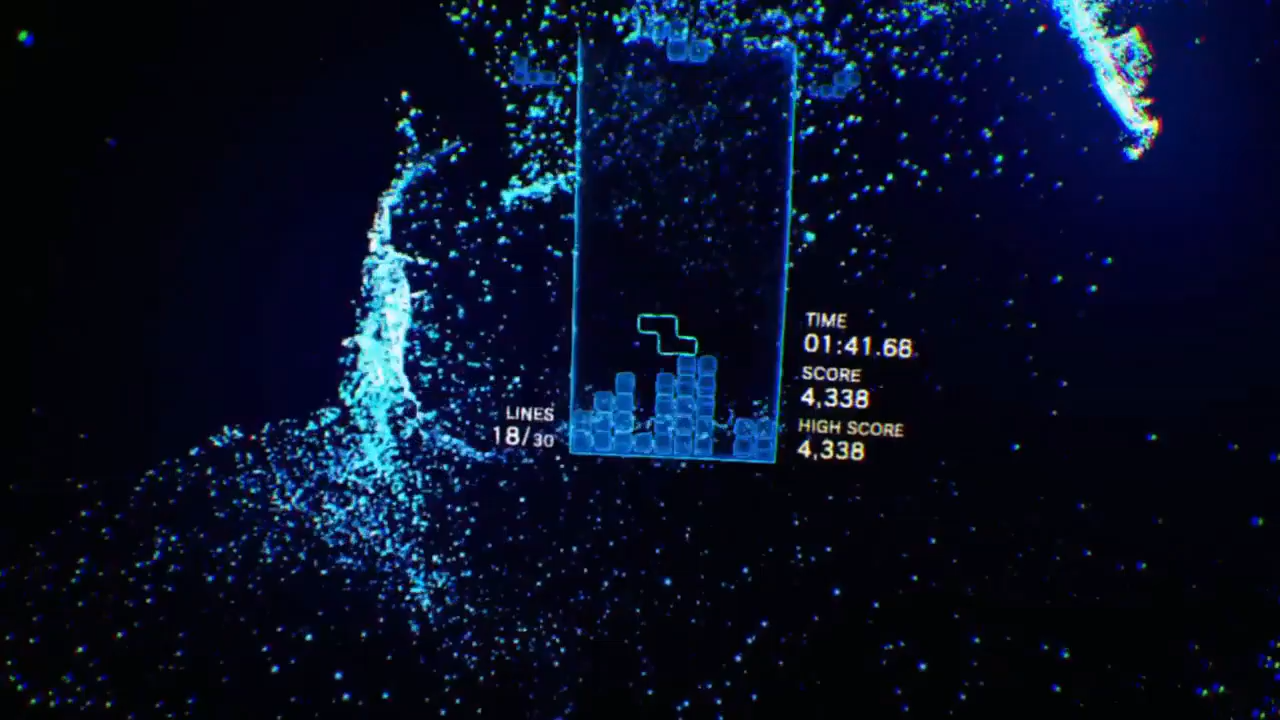 TIME
01:41.68
SCORE
4,338
LINES
18/30
HIGH SCORE
4,338